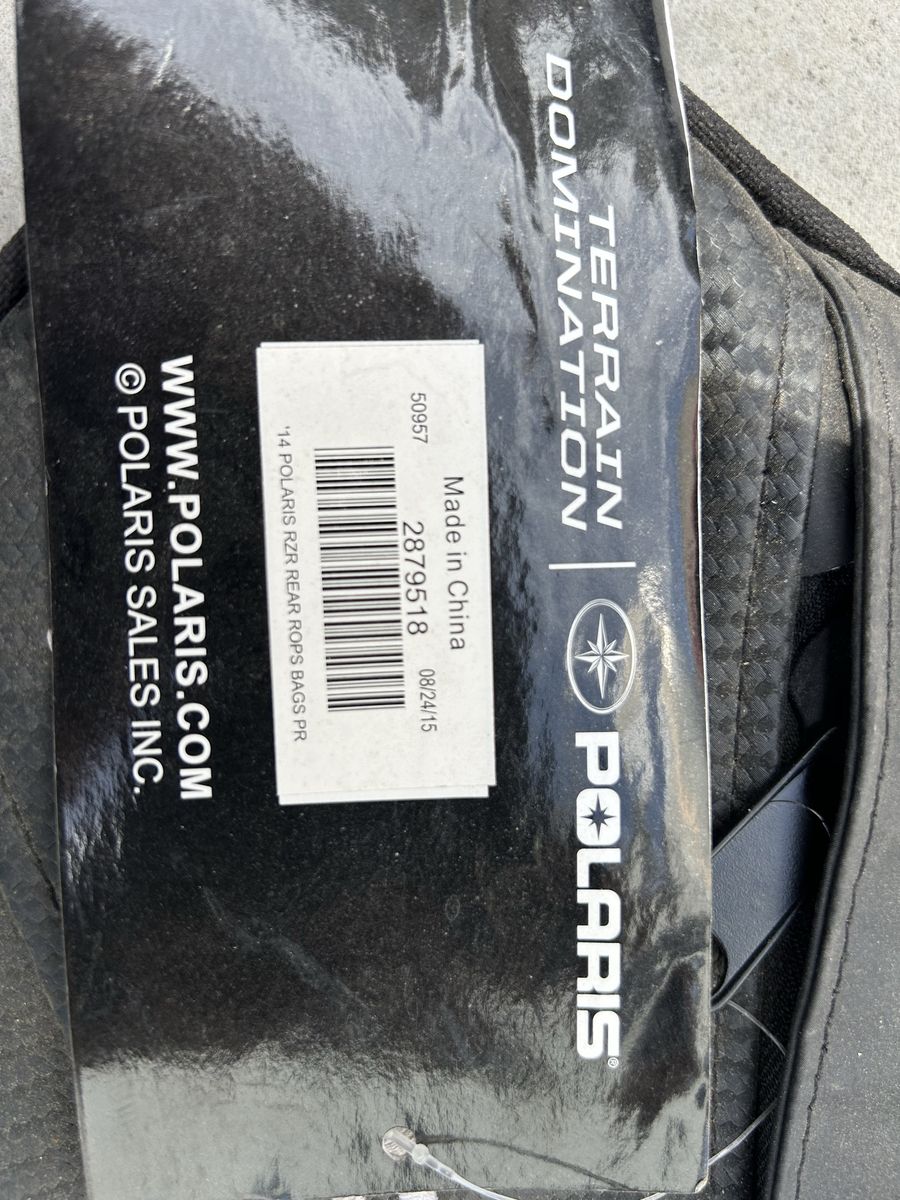 TERRAIN
DOMINATION
POLARIS®
Made in China
50957
2879518
08/24/15
'14 POLARIS RZR REAR ROPS BAGS PR
WWW.POLARIS.COM
© POLARIS SALES INC.